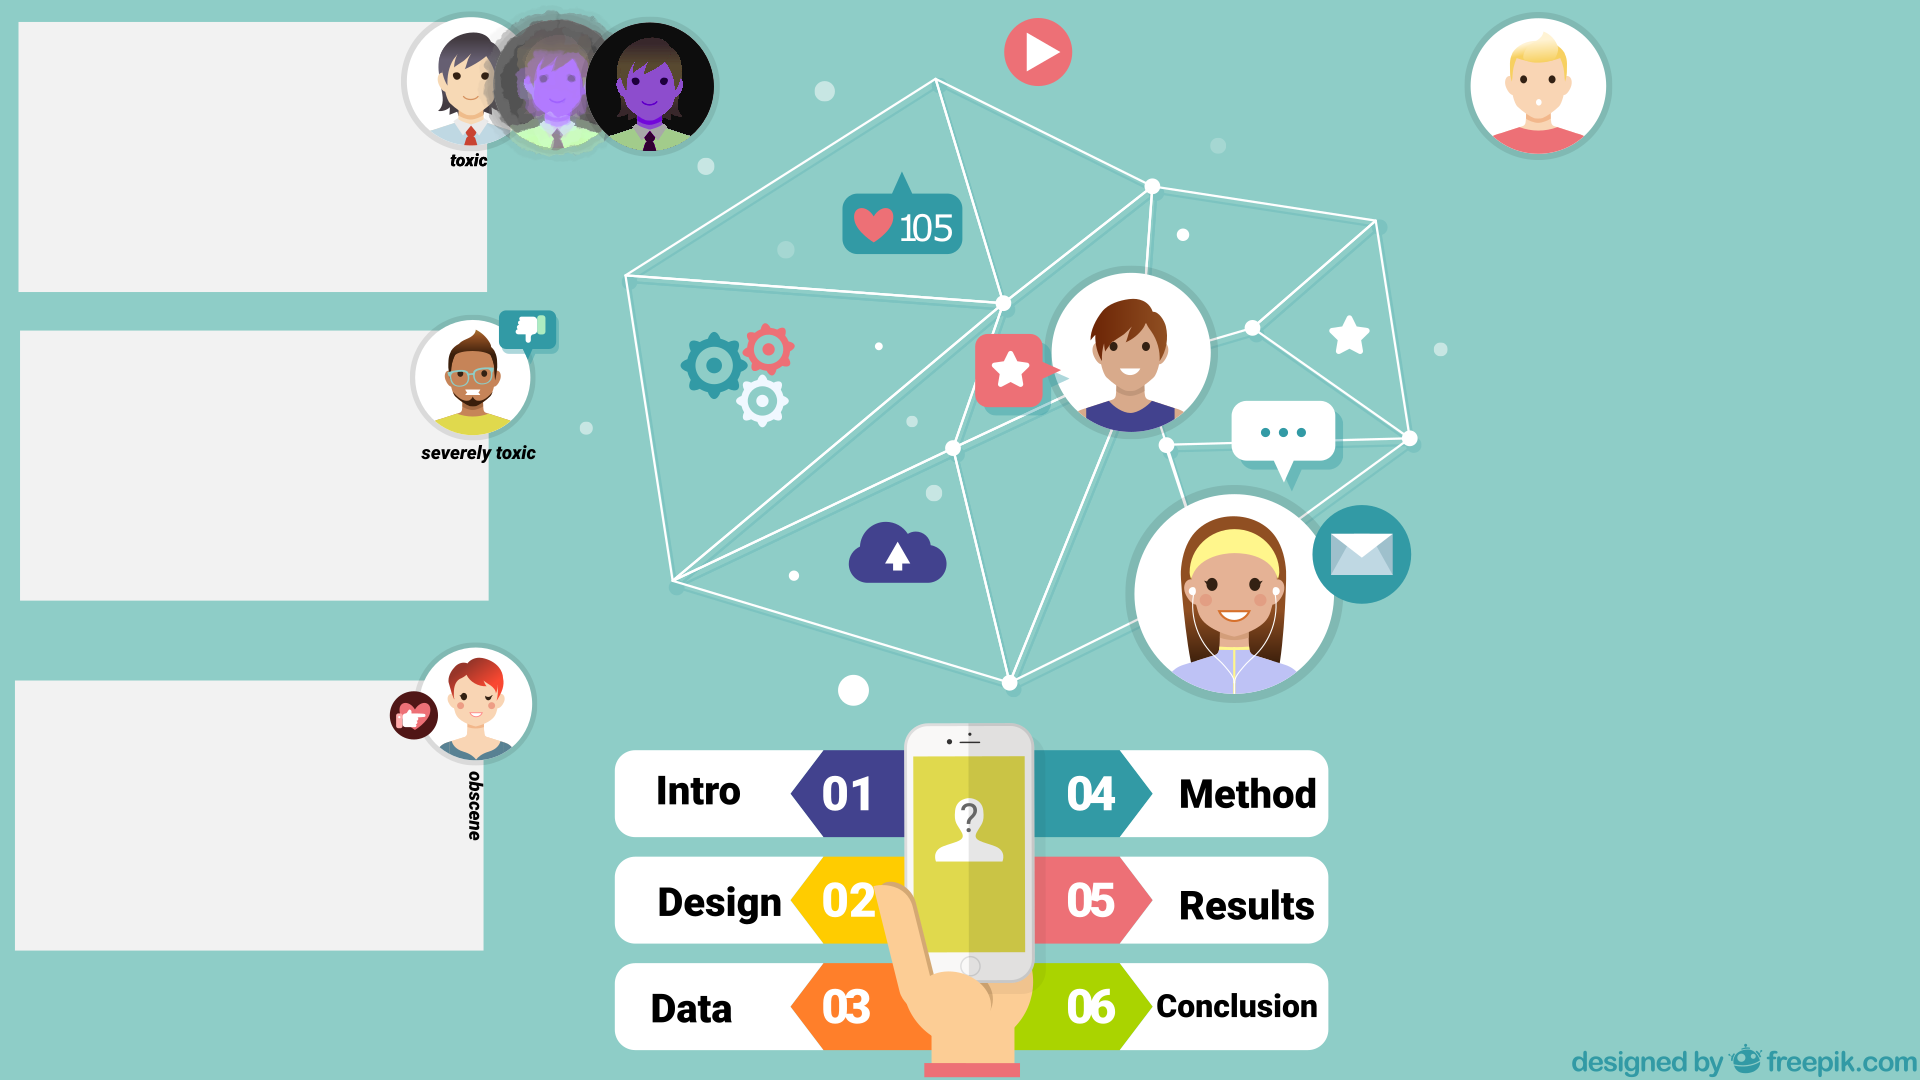 toxic
105
severely toxic
obscene
Intro
01
04
Method
?
Design
02
05
Results
Data
03
06
Conclusion
designed by freepik.com